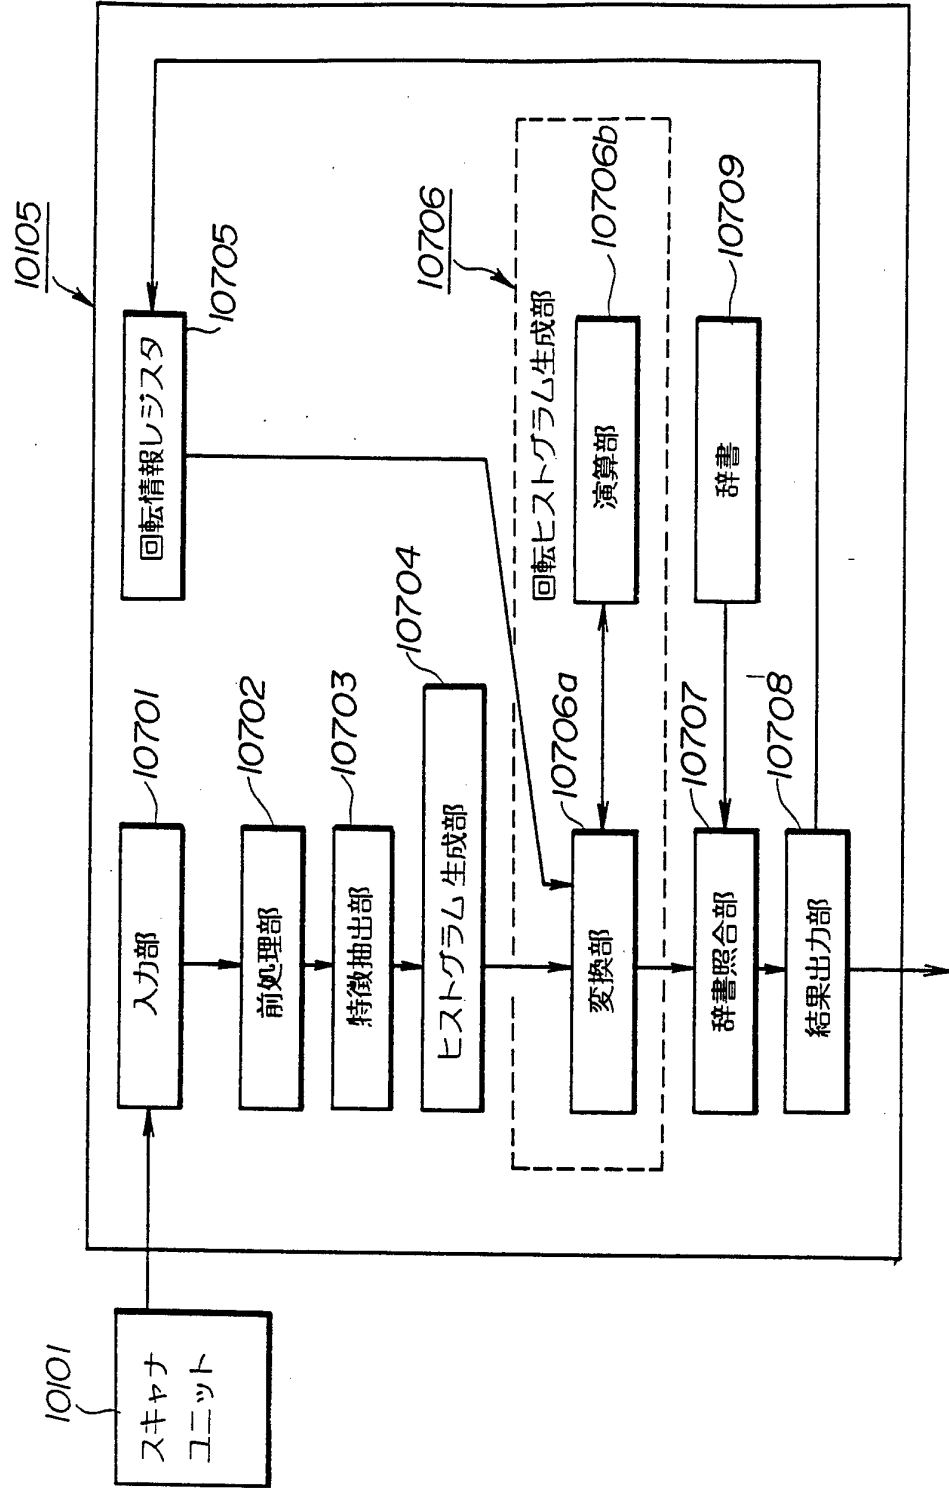 10101
スキャナ
ユニット
10105
入力部
10701
前処理部
10702
特徴抽出部
10703
ヒストグラム生成部
10704
回転情報レジスタ
10705
10706
回転ヒストグラム生成部
変換部
10706a
演算部
10706b
辞書照合部
10707
辞書
10709
結果出力部
10708